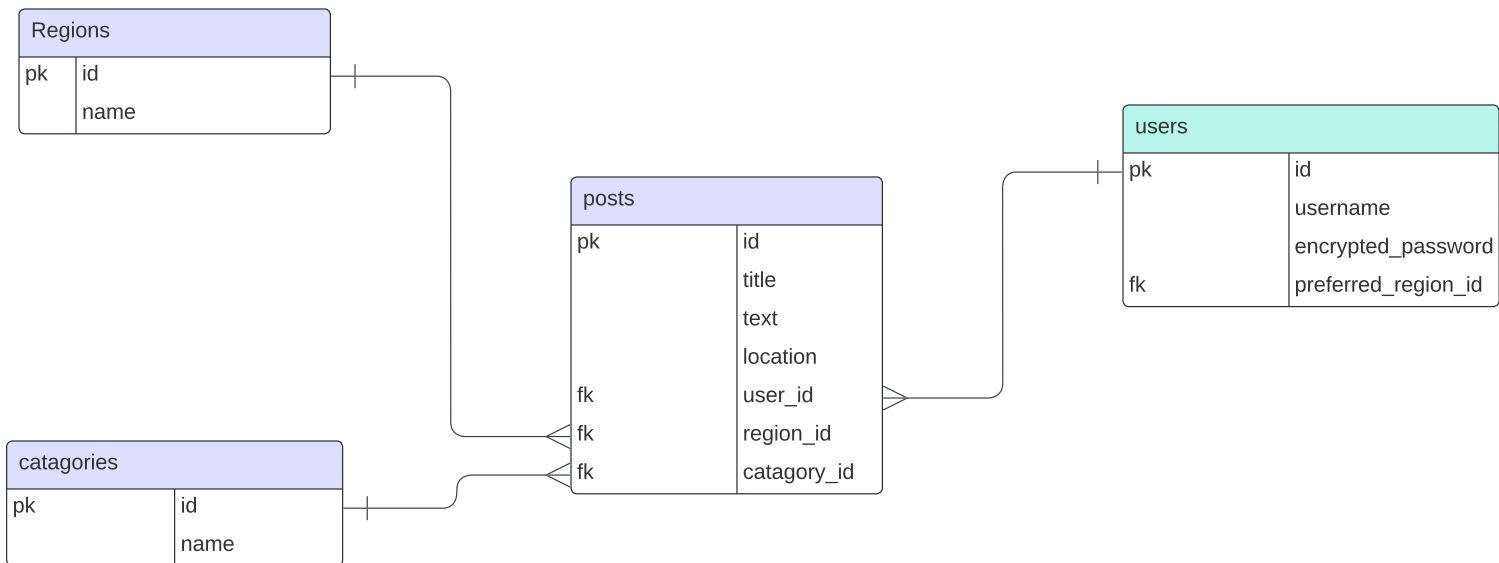 Regions
pk id
name
users
pk id
username
encrypted_password
fk preferred_region_id
posts
pk id
title
text
location
fk user_id
fk region_id
fk catagory_id
catagories
pk id
name